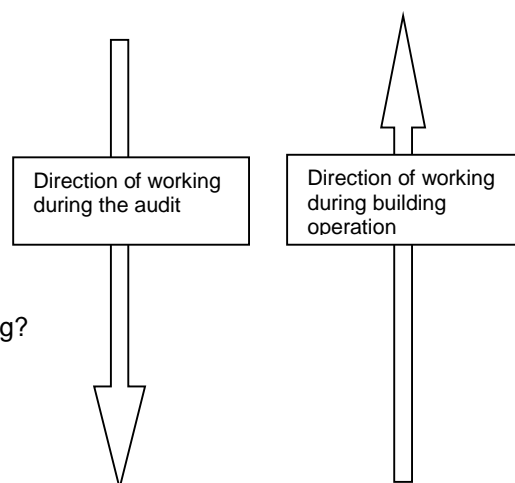 Direction of working
during the audit
Direction of working
during building
operation
g?